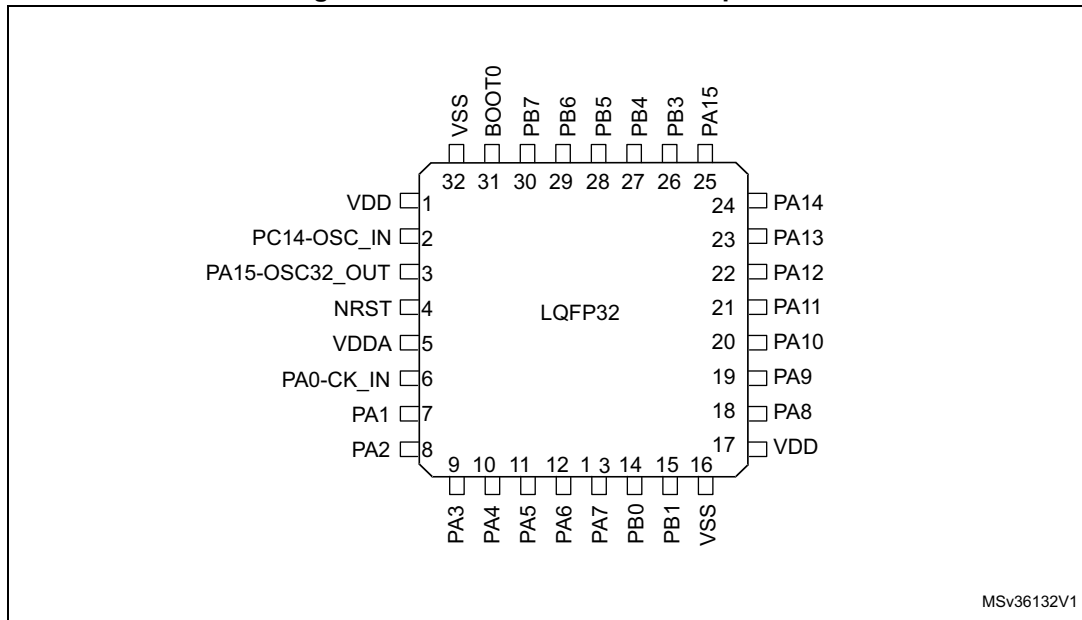 VSS
BOOT0
PB7
PB6
PB5
PB4
PB3
PA15
32 31 30 29 28 27 26 25
VDD 1
PC14-OSC_IN 2
PA15-OSC32_OUT 3
NRST 4
VDDA 5
PA0-CK_IN 6
PA1 7
PA2 8
LQFP32
24 PA14
23 PA13
22 PA12
21 PA11
20 PA10
19 PA9
18 PA8
17 VDD
9 10 11 12 1 3 14 15 16
PA3
PA4
PA5
PA6
PA7
PB0
PB1
VSS
MSv36132V1